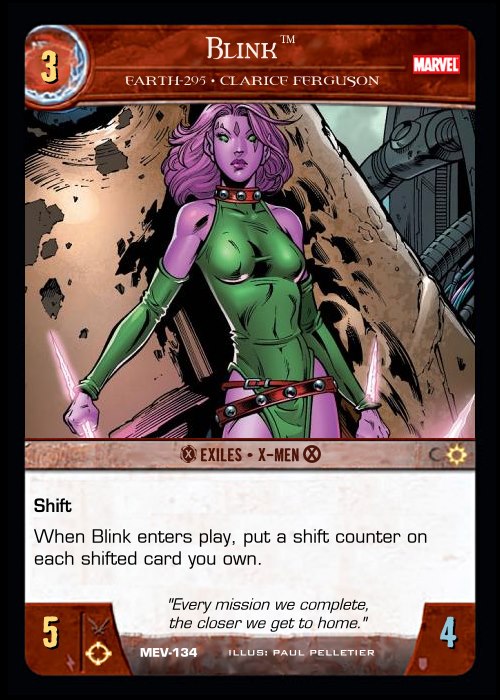 BLINK™
3
EARTH-295 • CLARICE FERGUSON
MARVEL
EXILES • X-MEN
Shift
When Blink enters play, put a shift counter on
each shifted card you own.
"Every mission we complete,
the closer we get to home."
5
4
MEV-134 ILLUS: PAUL PELLETIER